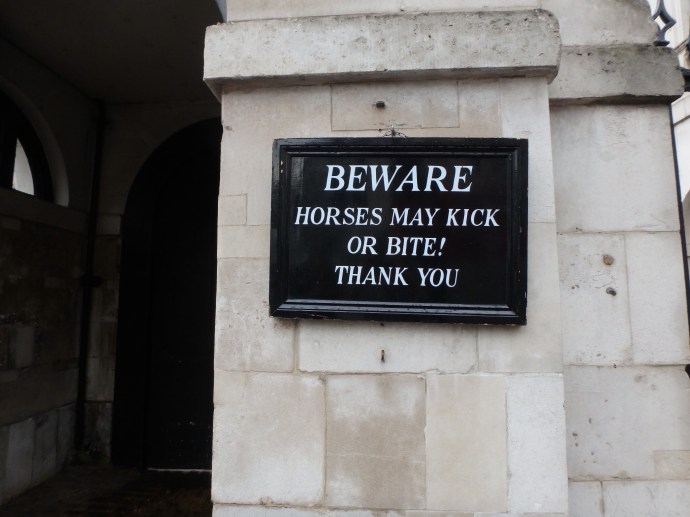 BEWARE
HORSES MAY KICK
OR BITE!
THANK YOU